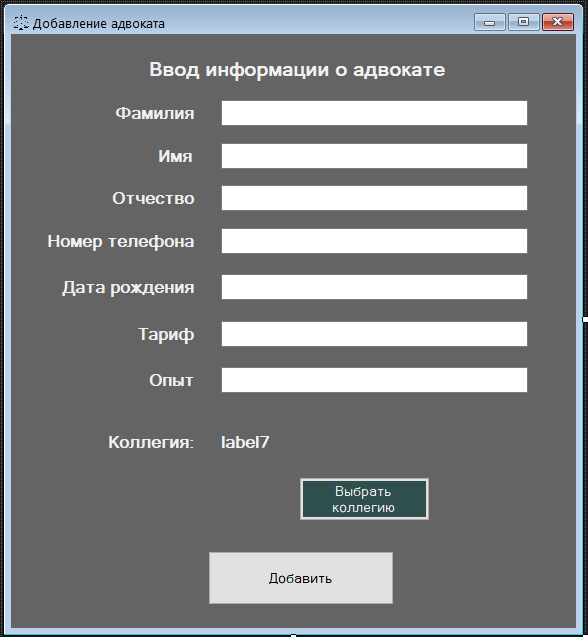 Добавление адвоката
Ввод информации о адвокате
Фамилия
Имя
Отчество
Номер телефона
Дата рождения
Тариф
Опыт
Коллегия: label7
Выбрать
коллегию
Добавить